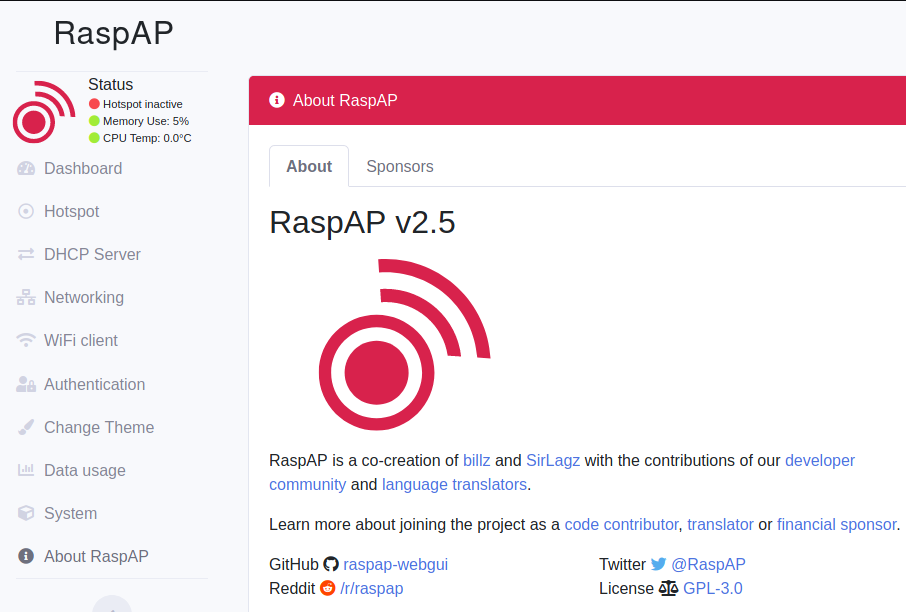 RaspAP
Status
Hotspot inactive
Memory Use: 5%
CPU Temp: 0.0°C
Dashboard
Hotspot
DHCP Server
Networking
WiFi client
Authentication
Change Theme
Data usage
System
About RaspAP
About RaspAP
About Sponsors
RaspAP v2.5
RaspAP is a co-creation of billz and SirLagz with the contributions of our developer
community and language translators.
Learn more about joining the project as a code contributor, translator or financial sponsor.
GitHub raspap-webgui
Reddit /r/raspap
Twitter @RaspAP
License GPL-3.0